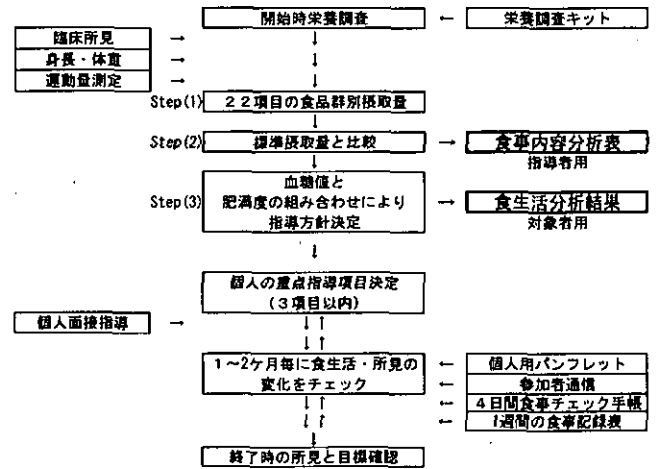 開始時栄養調査 ← 栄養調査キット
臨床所見 →
身長・体重 →
運動量測定 →
Step(1) 22項目の食品群別摂取量
Step(2) 標準摂取量と比較 → 食事内容分析表
指導者用
血糖値と
Step(3) 肥満度の組み合わせにより → 食生活分析結果
指導方針決定
対象者用
個人の重点指導項目決定
(3項目以内)
個人面接指導 →
1~2ケ月毎に食生活・所見の
変化をチェック
← 個人用パンフレット
← 参加者通信
← 4日間食事チェック手帳
← 1週間の食事記録表
終了時の所見と目標確認